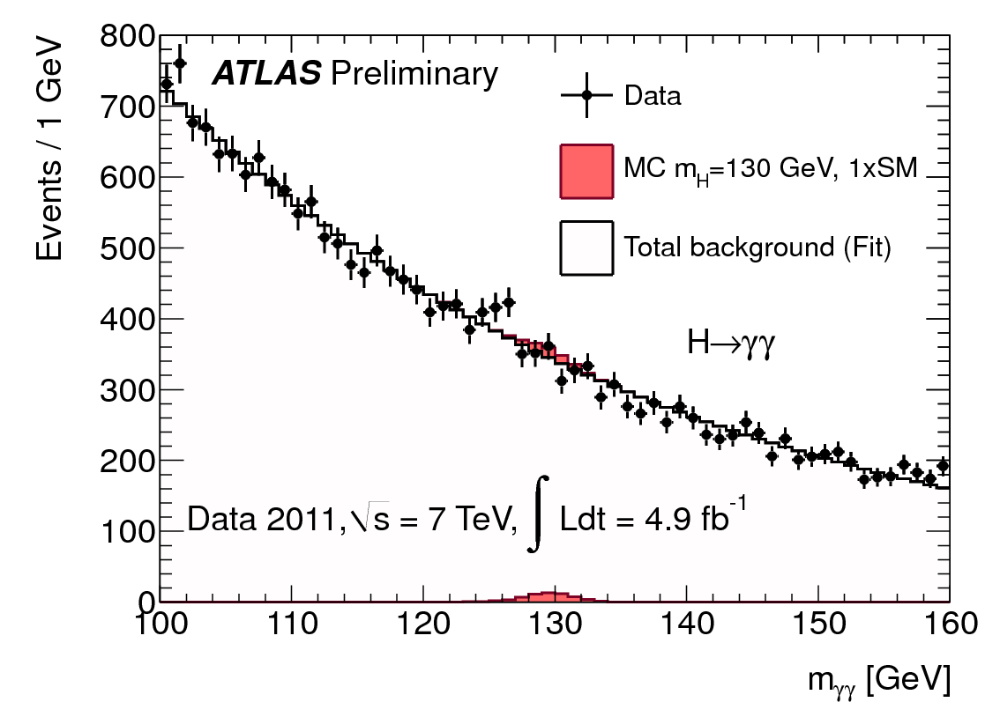 Events / 1 GeV
800
700
600
500
400
300
200
100
0
ATLAS Preliminary
Data
MC mH=130 GeV, 1xSM
Total background (Fit)
H→γγ
Data 2011, √s = 7 TeV, ∫ Ldt = 4.9 fb-1
100 110 120 130 140 150 160
mγγ [GeV]